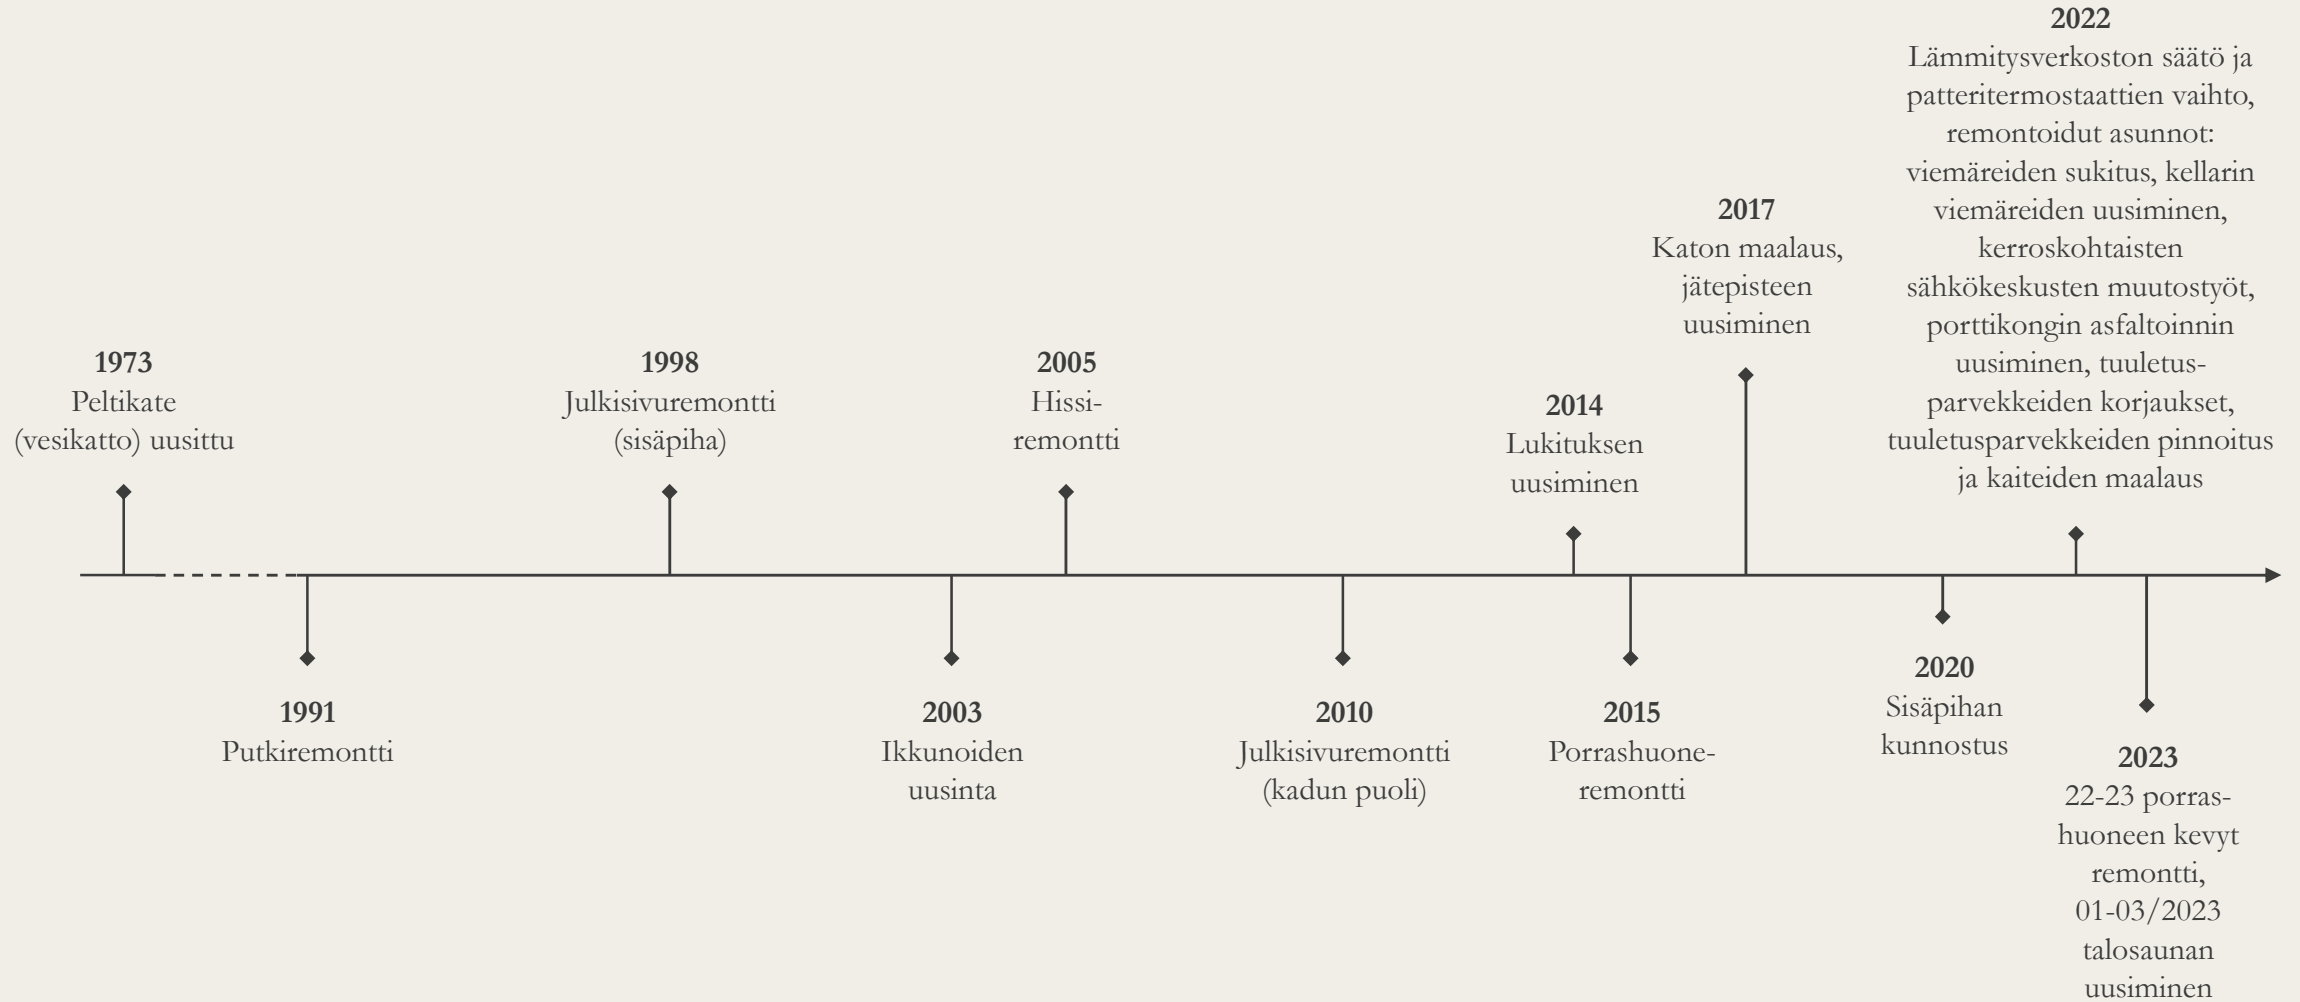 1973
Peltikate
(vesikatto) uusittu
1991
Putkiremontti
1998
Julkisivuremontti
(sisäpiha)
2003
Ikkunoiden
uusinta
2005
Hissi-
remontti
2010
Julkisivuremontti
(kadun puoli)
2014
Lukituksen
uusiminen
2015
Porrashuone-
remontti
2017
Katon maalaus,
jätepisteen
uusiminen
2020
Sisäpihan
kunnostus
2022
Lämmitysverkoston säätö ja
patteritermostaattien vaihto,
remontoidut asunnot:
viemäreiden sukitus, kellarin
viemäreiden uusiminen,
kerroskohtaisten
sähkökeskusten muutostyöt,
porttikongin asfaltoinnin
uusiminen, tuuletus-
parvekkeiden korjaukset,
tuuletusparvekkeiden pinnoitus
ja kaiteiden maalaus
2023
22-23 porras-
huoneen kevyt
remontti,
01-03/2023
talosaunan
uusiminen